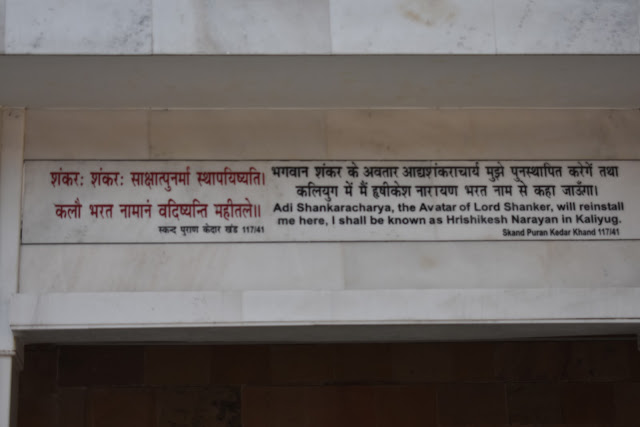 शंकरः शंकरः साक्षात्पुनर्मा स्थापयिष्यति।
कलौ भरत नामानं वदिष्यन्ति महीतले॥
स्कन्द पुराण केदार खंड 117/41
भगवान शंकर के अवतार आद्यशंकराचार्य मुझे पुनस्थापित करेगें तथा
कलियुग में मैं हृषीकेश नारायण भरत नाम से कहा जाऊँगा।
Adi Shankaracharya, the Avatar of Lord Shanker, will reinstall
me here, I shall be known as Hrishikesh Narayan in Kaliyug.
Skand Puran Kedar Khand 117/41